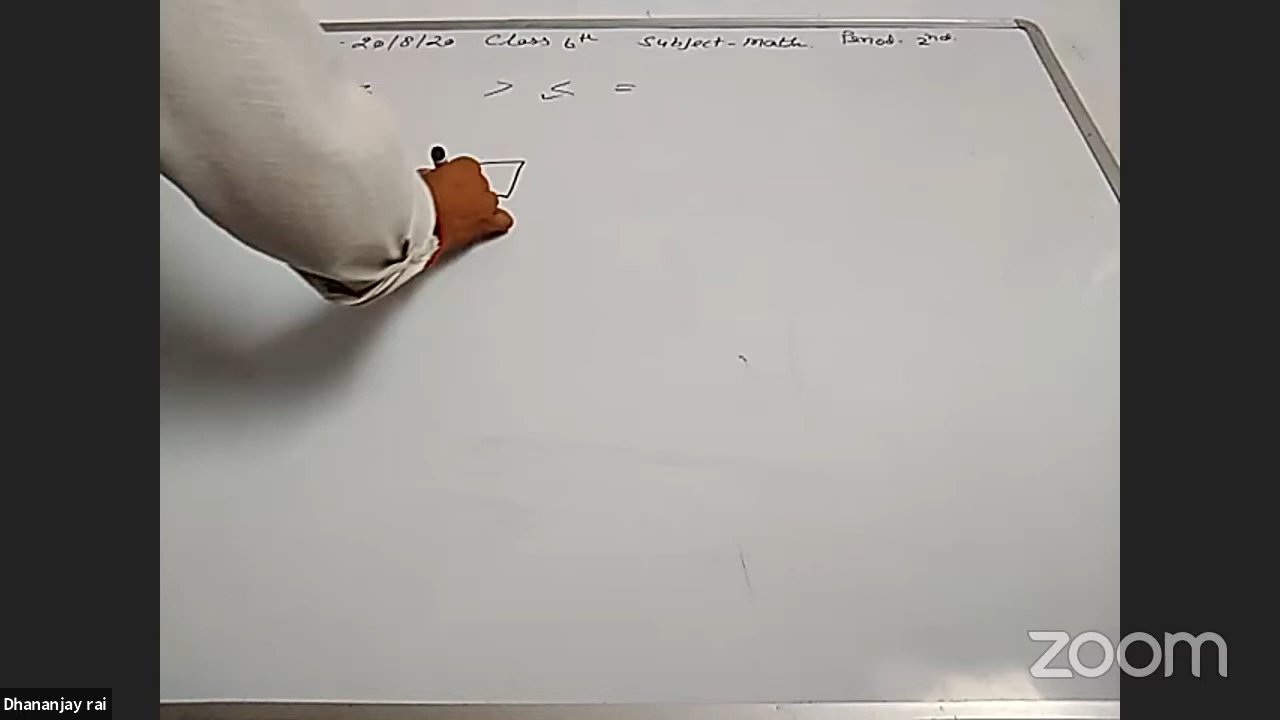 20/8/20 Class 6th Subject-math. Period. 2nd.
> ≤ =
zoom
Dhananjay rai